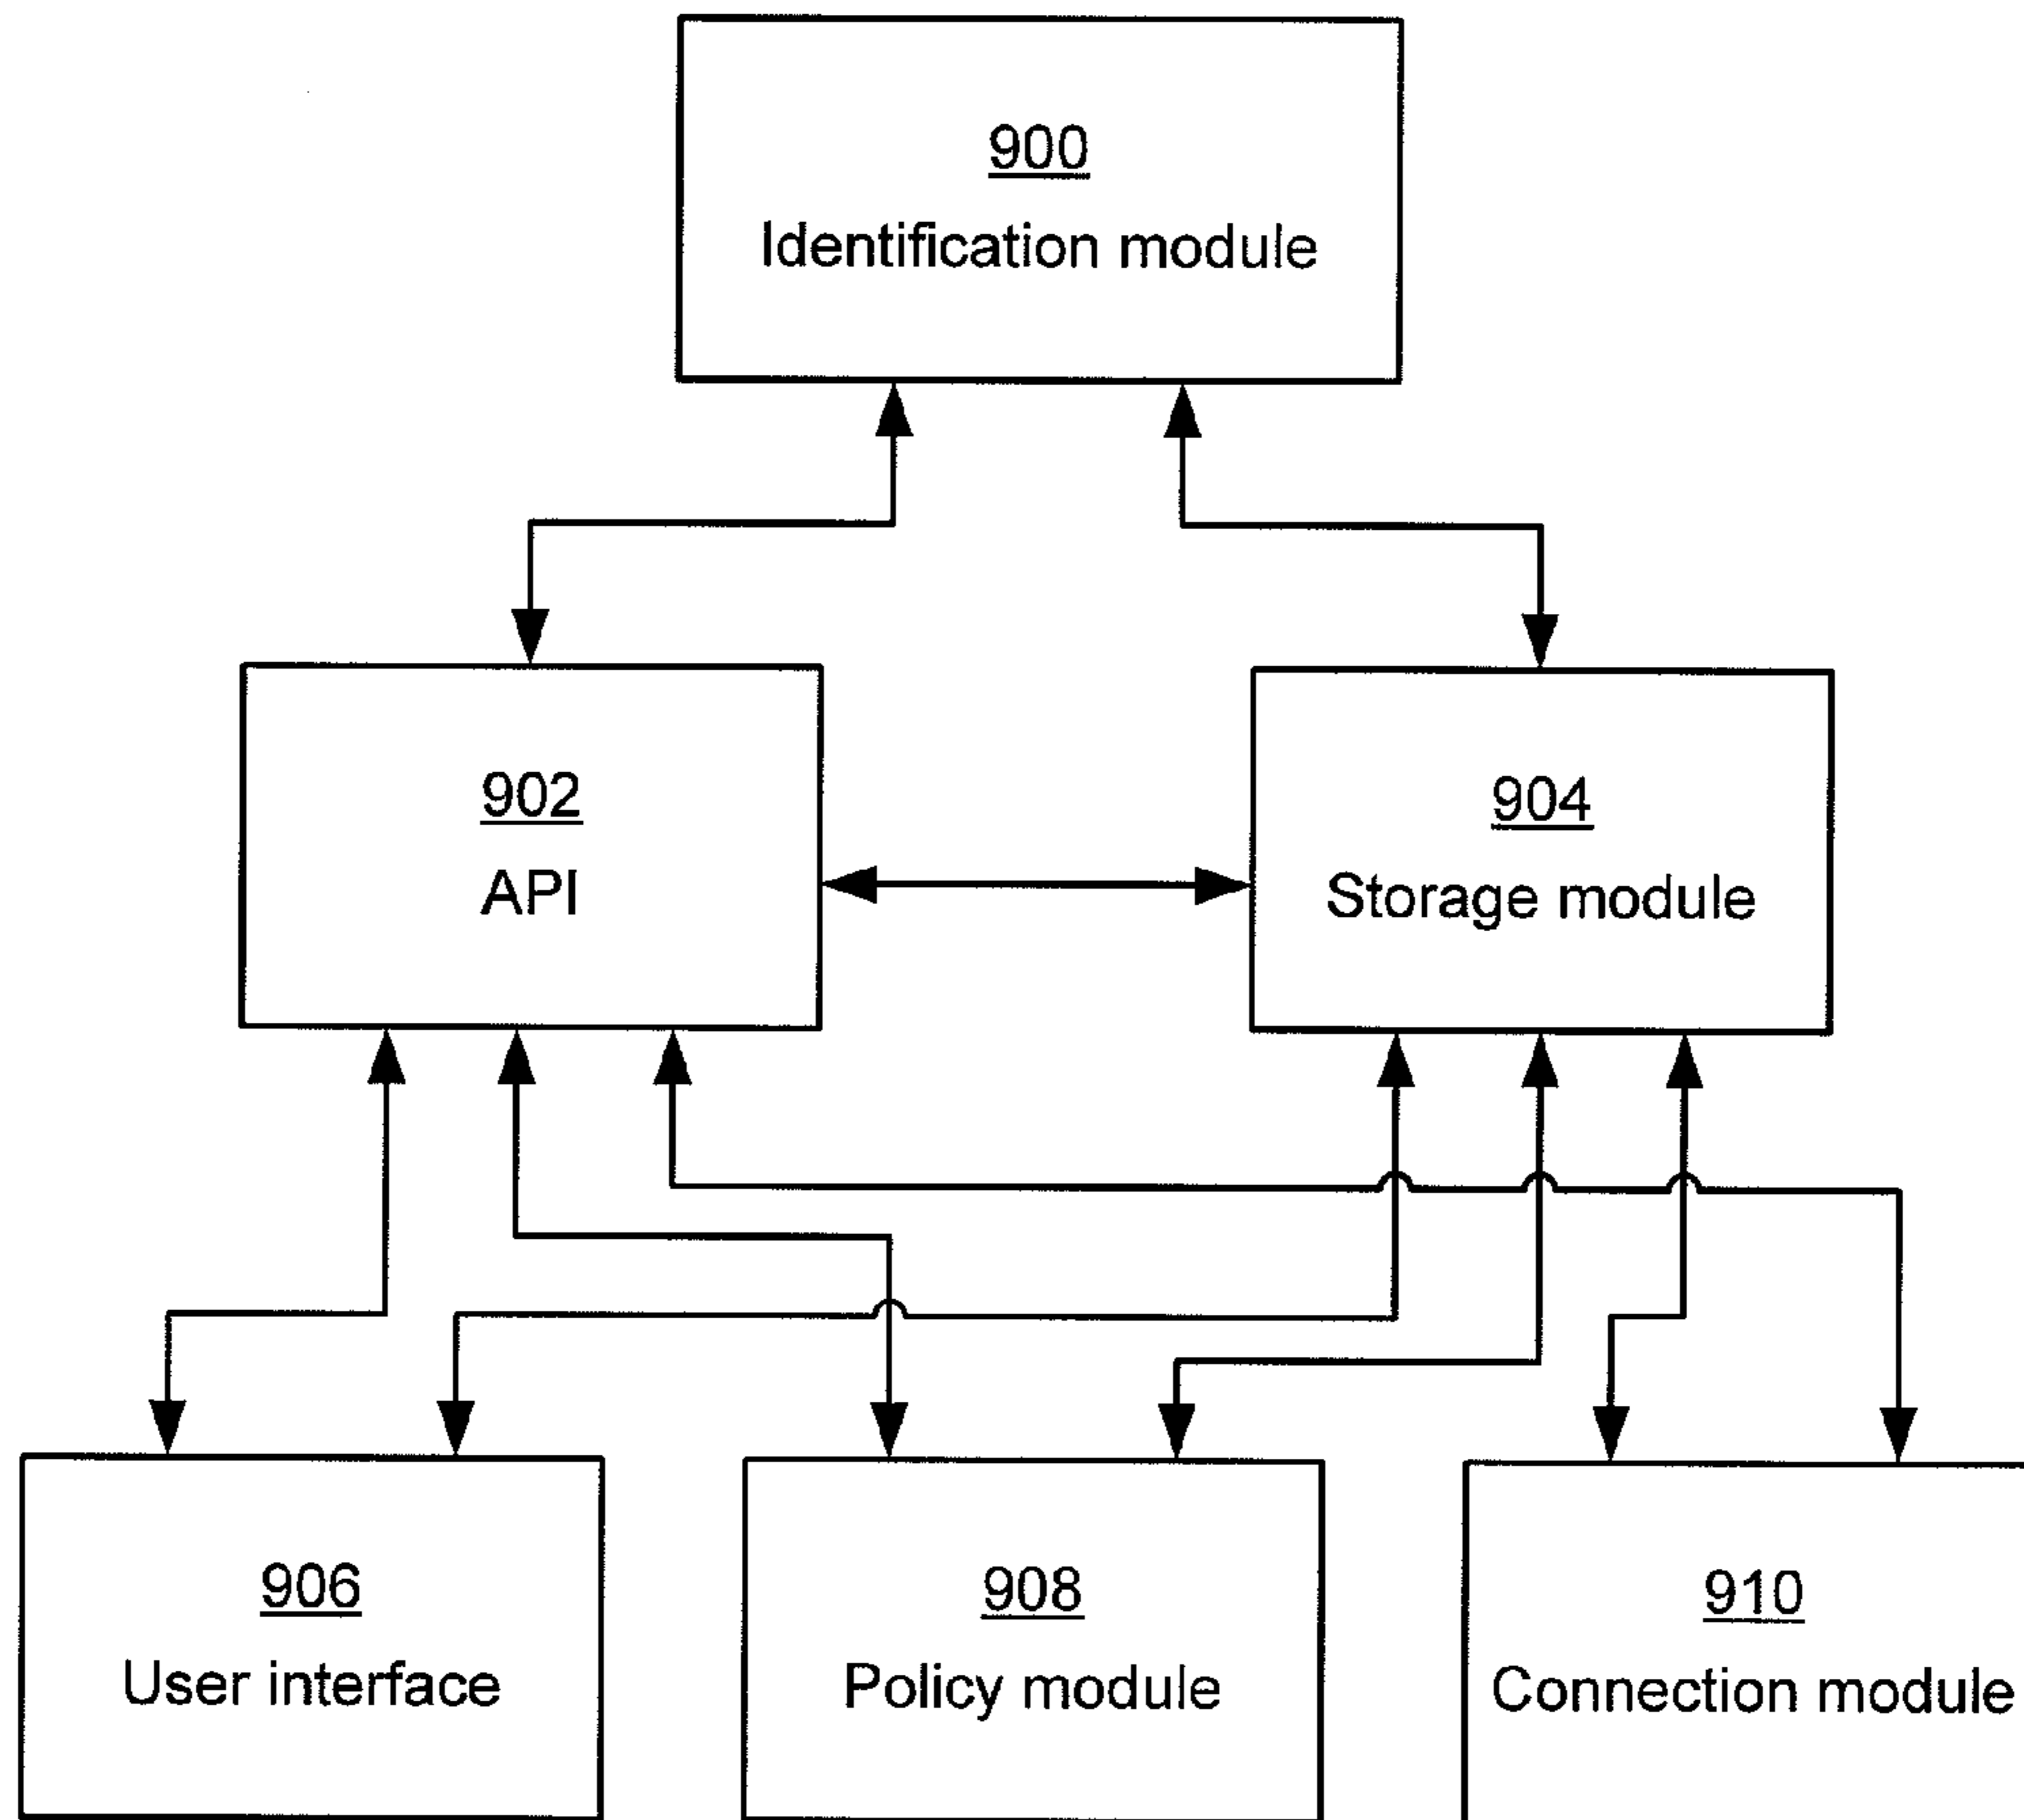 900
Identification module
902
API
904
Storage module
906
User interface
908
Policy module
910
Connection module